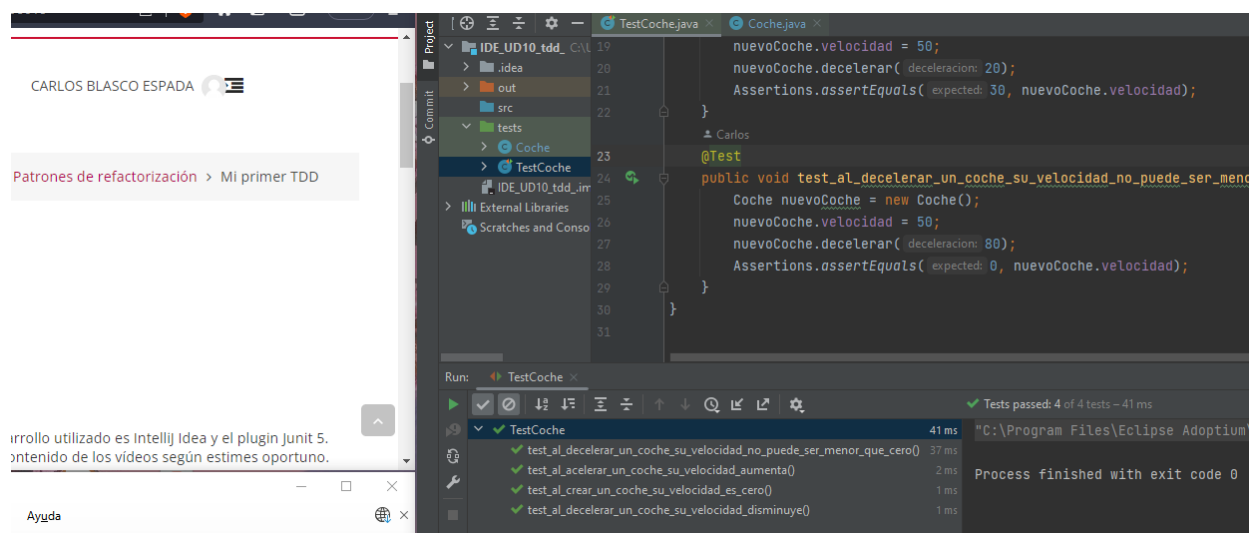 CARLOS BLASCO ESPADA
Patrones de refactorización > Mi primer TDD
arrollo utilizado es IntelliJ Idea y el plugin Junit 5.
ontenido de los vídeos según estimes oportuno.
Ayuda
Project
Commit
IDE_UD10_tdd_ C:\U
.idea
out
src
tests
Coche
TestCoche
IDE_UD10_tdd_.im
External Libraries
Scratches and Conso
TestCoche.java
Coche.java
19 nuevoCoche.velocidad = 50;
20 nuevoCoche.decelerar( deceleracion: 20);
21 Assertions.assertEquals( expected: 30, nuevoCoche.velocidad);
22 }
Carlos
23 @Test
24 public void test_al_decelerar_un_coche_su_velocidad_no_puede_ser_meno
25 Coche nuevoCoche = new Coche();
26 nuevoCoche.velocidad = 50;
27 nuevoCoche.decelerar( deceleracion: 80);
28 Assertions.assertEquals( expected: 0, nuevoCoche.velocidad);
29 }
30 }
31
Run: TestCoche
Tests passed: 4 of 4 tests – 41 ms
TestCoche 41 ms
test_al_decelerar_un_coche_su_velocidad_no_puede_ser_menor_que_cero() 37 ms
test_al_acelerar_un_coche_su_velocidad_aumenta() 2 ms
test_al_crear_un_coche_su_velocidad_es_cero() 1 ms
test_al_decelerar_un_coche_su_velocidad_disminuye() 1 ms
"C:\Program Files\Eclipse Adoptium\
Process finished with exit code 0